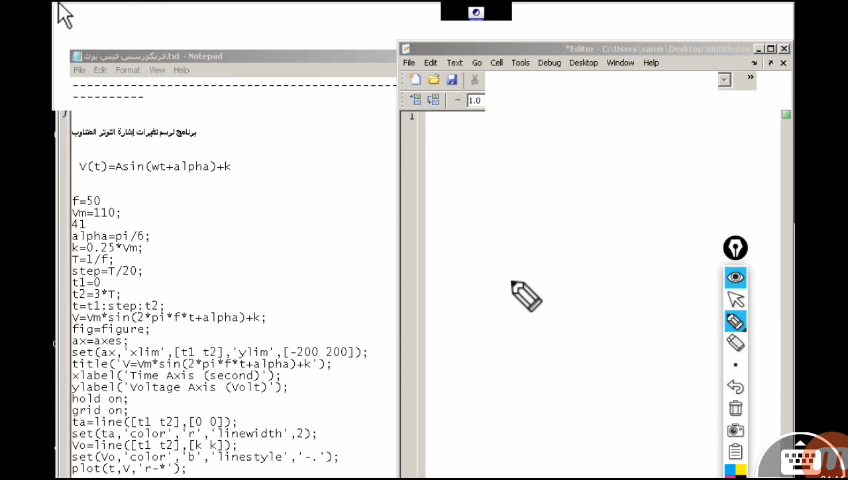 فرنكورسس فيس بوك.txt - Notepad
File Edit Format View Help
*Editor - C:\Users\samir\Desktop\Untitled.m
File Edit Text Go Cell Tools Debug Desktop Window Help
1.0
1
برنامج لرسم تغيرات إشارة التوتر المتناوب
V(t)=Asin(wt+alpha)+k
f=50
Vm=110;
41
alpha=pi/6;
k=0.25*Vm;
T=1/f;
step=T/20;
t1=0
t2=3*T;
t=t1:step:t2;
V=Vm*sin(2*pi*f*t+alpha)+k;
fig=figure;
ax=axes;
set(ax,'xlim',[t1 t2],'ylim',[-200 200]);
title('V=Vm*sin(2*pi*f*t+alpha)+k');
xlabel('Time Axis (second)');
ylabel('Voltage Axis (Volt)');
hold on;
grid on;
ta=line([t1 t2],[0 0]);
set(ta,'color','r','linewidth',2);
Vo=line([t1 t2],[k k]);
set(Vo,'color','b','linestyle','-.');
plot(t,V,'r-*');